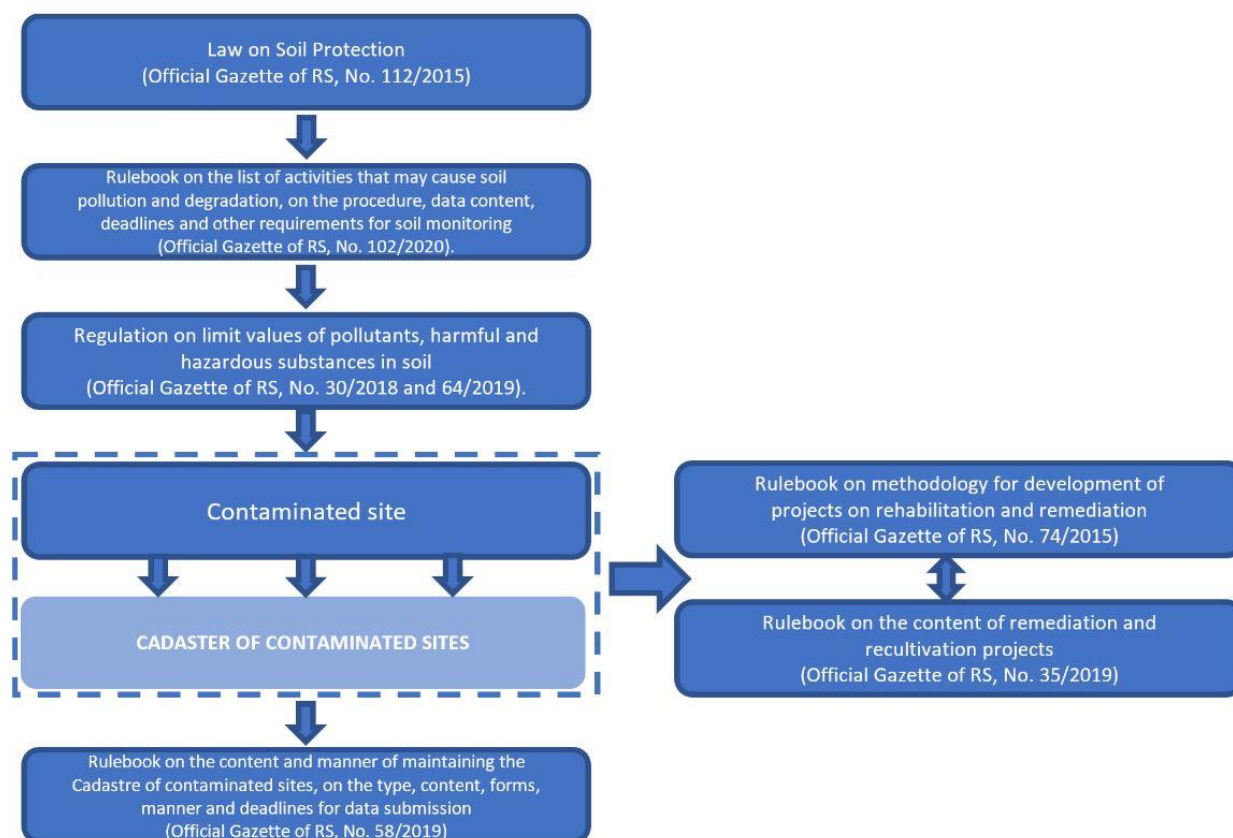 Law on Soil Protection
(Official Gazette of RS, No. 112/2015)
Rulebook on the list of activities that may cause soil
pollution and degradation, on the procedure, data content,
deadlines and other requirements for soil monitoring
(Official Gazette of RS, No. 102/2020).
Regulation on limit values of pollutants, harmful and
hazardous substances in soil
(Official Gazette of RS, No. 30/2018 and 64/2019).
Contaminated site
CADASTER OF CONTAMINATED SITES
Rulebook on the content and manner of maintaining the
Cadastre of contaminated sites, on the type, content, forms,
manner and deadlines for data submission
(Official Gazette of RS, No. 58/2019)
Rulebook on methodology for development of
projects on rehabilitation and remediation
(Official Gazette of RS, No. 74/2015)
Rulebook on the content of remediation and
recultivation projects
(Official Gazette of RS, No. 35/2019)